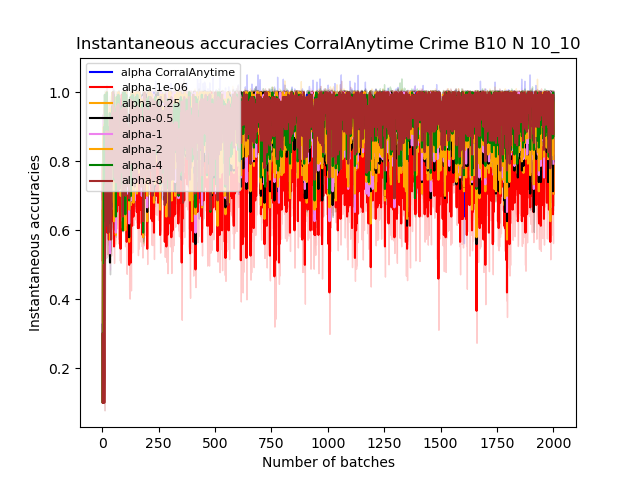 Instantaneous accuracies CorralAnytime Crime B10 N 10_10
alpha CorralAnytime
alpha-1e-06
alpha-0.25
alpha-0.5
alpha-1
alpha-2
alpha-4
alpha-8
1.0
0.8
0.6
0.4
0.2
Instantaneous accuracies
0 250 500 750 1000 1250 1500 1750 2000
Number of batches